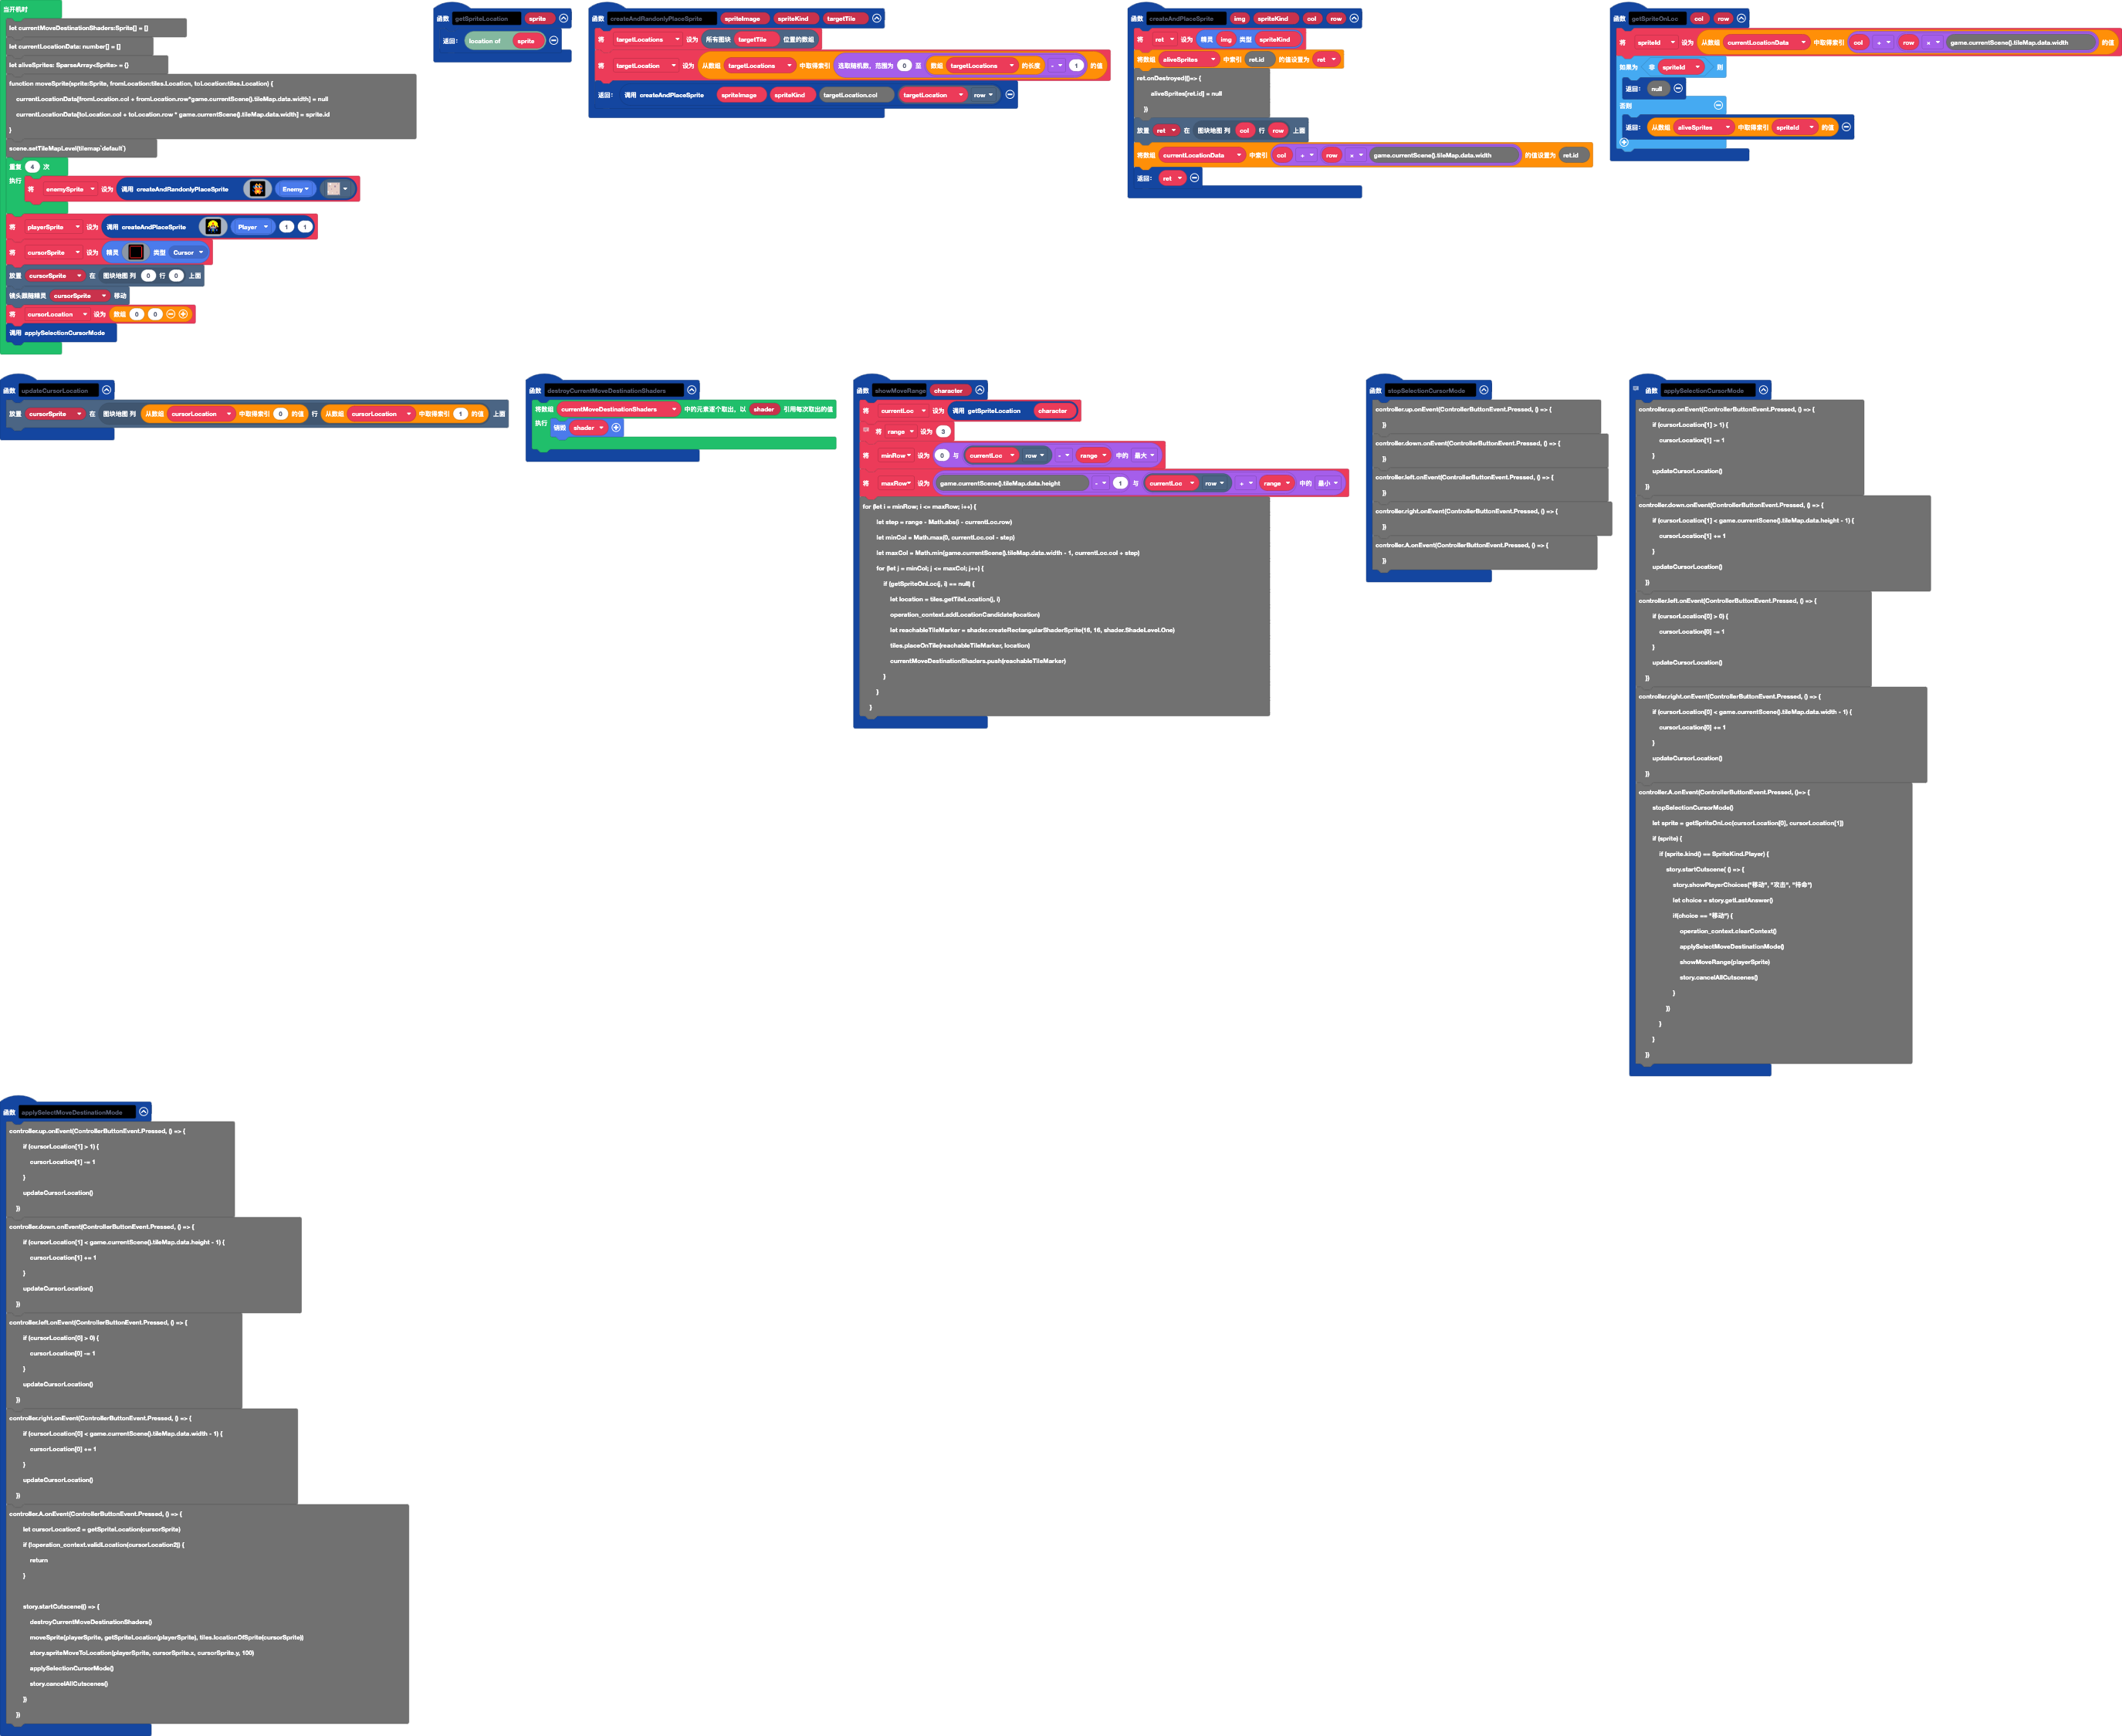 当开机时
let currentMoveDestinationShaders:Sprite[] = []
let currentLocationData: number[] = []
let aliveSprites: SparseArray<Sprite> = {}
function moveSprite(sprite:Sprite, fromLocation:tiles.Location, toLocation:tiles.Location) {
currentLocationData[fromLocation.col + fromLocation.row*game.currentScene().tileMap.data.width] = null
currentLocationData[toLocation.col + toLocation.row * game.currentScene().tileMap.data.width] = sprite.id
}
scene.setTileMapLevel(tilemap`default`)
重复 4 次
执行
将 enemySprite 设为 调用 createAndRandonlyPlaceSprite Enemy
将 playerSprite 设为 调用 createAndPlaceSprite Player 1 1
将 cursorSprite 设为 精灵 类型 Cursor
放置 cursorSprite 在 图块地图 列 0 行 0 上面
镜头跟随精灵 cursorSprite 移动
将 cursorLocation 设为 数组 0 0
调用 applySelectionCursorMode
函数 getSpriteLocation sprite
返回: location of sprite
函数 createAndRandonlyPlaceSprite spriteImage spriteKind targetTile
将 targetLocations 设为 所有图块 targetTile 位置的数组
将 targetLocation 设为 从数组 targetLocations 中取得索引 选取随机数，范围为 0 至 数组 targetLocations 的长度 - 1 的值
返回: 调用 createAndPlaceSprite spriteImage spriteKind targetLocation.col targetLocation row
函数 createAndPlaceSprite img spriteKind col row
将 ret 设为 精灵 img 类型 spriteKind
将数组 aliveSprites 中索引 ret.id 的值设置为 ret
ret.onDestroyed(()=> {
aliveSprites[ret.id] = null
})
放置 ret 在 图块地图 列 col 行 row 上面
将数组 currentLocationData 中索引 col + row × game.currentScene().tileMap.data.width 的值设置为 ret.id
返回: ret
函数 getSpriteOnLoc col row
将 spriteId 设为 从数组 currentLocationData 中取得索引 col + row × game.currentScene().tileMap.data.width 的值
如果为 非 spriteId 则
返回: null
否则
返回: 从数组 aliveSprites 中取得索引 spriteId 的值
函数 updateCursorLocation
放置 cursorSprite 在 图块地图 列 从数组 cursorLocation 中取得索引 0 的值 行 从数组 cursorLocation 中取得索引 1 的值 上面
函数 destroyCurrentMoveDestinationShaders
将数组 currentMoveDestinationShaders 中的元素逐个取出，以 shader 引用每次取出的值
执行 销毁 shader
函数 showMoveRange character
将 currentLoc 设为 调用 getSpriteLocation character
将 range 设为 3
将 minRow 设为 0 与 currentLoc row - range 中的 最大
将 maxRow 设为 game.currentScene().tileMap.data.height - 1 与 currentLoc row + range 中的 最小
for (let i = minRow; i <= maxRow; i++) {
let step = range - Math.abs(i - currentLoc.row)
let minCol = Math.max(0, currentLoc.col - step)
let maxCol = Math.min(game.currentScene().tileMap.data.width - 1, currentLoc.col + step)
for (let j = minCol; j <= maxCol; j++) {
if (getSpriteOnLoc(j, i) == null) {
let location = tiles.getTileLocation(j, i)
operation_context.addLocationCandidate(location)
let reachableTileMarker = shader.createRectangularShaderSprite(16, 16, shader.ShadeLevel.One)
tiles.placeOnTile(reachableTileMarker, location)
currentMoveDestinationShaders.push(reachableTileMarker)
}
}
}
函数 stopSelectionCursorMode
controller.up.onEvent(ControllerButtonEvent.Pressed, () => {
})
controller.down.onEvent(ControllerButtonEvent.Pressed, () => {
})
controller.left.onEvent(ControllerButtonEvent.Pressed, () => {
})
controller.right.onEvent(ControllerButtonEvent.Pressed, () => {
})
controller.A.onEvent(ControllerButtonEvent.Pressed, () => {
})
函数 applySelectionCursorMode
controller.up.onEvent(ControllerButtonEvent.Pressed, () => {
if (cursorLocation[1] > 1) {
cursorLocation[1] -= 1
}
updateCursorLocation()
})
controller.down.onEvent(ControllerButtonEvent.Pressed, () => {
if (cursorLocation[1] < game.currentScene().tileMap.data.height - 1) {
cursorLocation[1] += 1
}
updateCursorLocation()
})
controller.left.onEvent(ControllerButtonEvent.Pressed, () => {
if (cursorLocation[0] > 0) {
cursorLocation[0] -= 1
}
updateCursorLocation()
})
controller.right.onEvent(ControllerButtonEvent.Pressed, () => {
if (cursorLocation[0] < game.currentScene().tileMap.data.width - 1) {
cursorLocation[0] += 1
}
updateCursorLocation()
})
controller.A.onEvent(ControllerButtonEvent.Pressed, ()=> {
stopSelectionCursorMode()
let sprite = getSpriteOnLoc(cursorLocation[0], cursorLocation[1])
if (sprite) {
if (sprite.kind() == SpriteKind.Player) {
story.startCutscene( () => {
story.showPlayerChoices("移动", "攻击", "待命")
let choice = story.getLastAnswer()
if(choice == "移动") {
operation_context.clearContext()
applySelectMoveDestinationMode()
showMoveRange(playerSprite)
story.cancelAllCutscenes()
}
})
}
}
})
函数 applySelectMoveDestinationMode
controller.up.onEvent(ControllerButtonEvent.Pressed, () => {
if (cursorLocation[1] > 1) {
cursorLocation[1] -= 1
}
updateCursorLocation()
})
controller.down.onEvent(ControllerButtonEvent.Pressed, () => {
if (cursorLocation[1] < game.currentScene().tileMap.data.height - 1) {
cursorLocation[1] += 1
}
updateCursorLocation()
})
controller.left.onEvent(ControllerButtonEvent.Pressed, () => {
if (cursorLocation[0] > 0) {
cursorLocation[0] -= 1
}
updateCursorLocation()
})
controller.right.onEvent(ControllerButtonEvent.Pressed, () => {
if (cursorLocation[0] < game.currentScene().tileMap.data.width - 1) {
cursorLocation[0] += 1
}
updateCursorLocation()
})
controller.A.onEvent(ControllerButtonEvent.Pressed, () => {
let cursorLocation2 = getSpriteLocation(cursorSprite)
if (!operation_context.validLocation(cursorLocation2)) {
return
}
story.startCutscene(() => {
destroyCurrentMoveDestinationShaders()
moveSprite(playerSprite, getSpriteLocation(playerSprite), tiles.locationOfSprite(cursorSprite))
story.spriteMoveToLocation(playerSprite, cursorSprite.x, cursorSprite.y, 100)
applySelectionCursorMode()
story.cancelAllCutscenes()
})
})